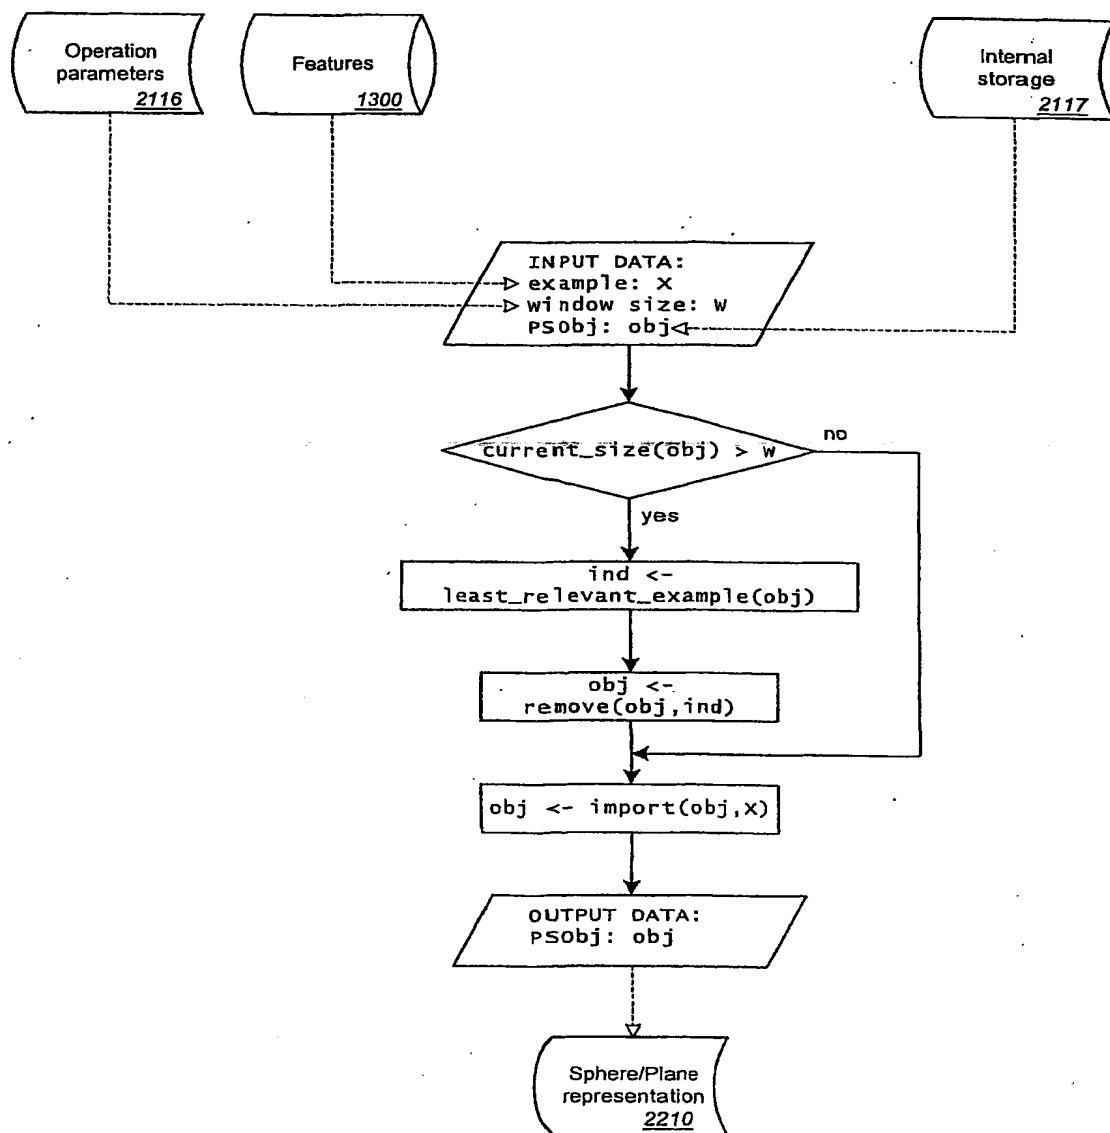 Operation
parameters
2116
Features
1300
Internal
storage
2117
INPUT DATA:
example: X
window size: W
PSObj: obj
current_size(obj) > W
no
yes
ind <-
least_relevant_example(obj)
obj <-
remove(obj,ind)
obj <- import(obj,X)
OUTPUT DATA:
PSObj: obj
Sphere/Plane
representation
2210